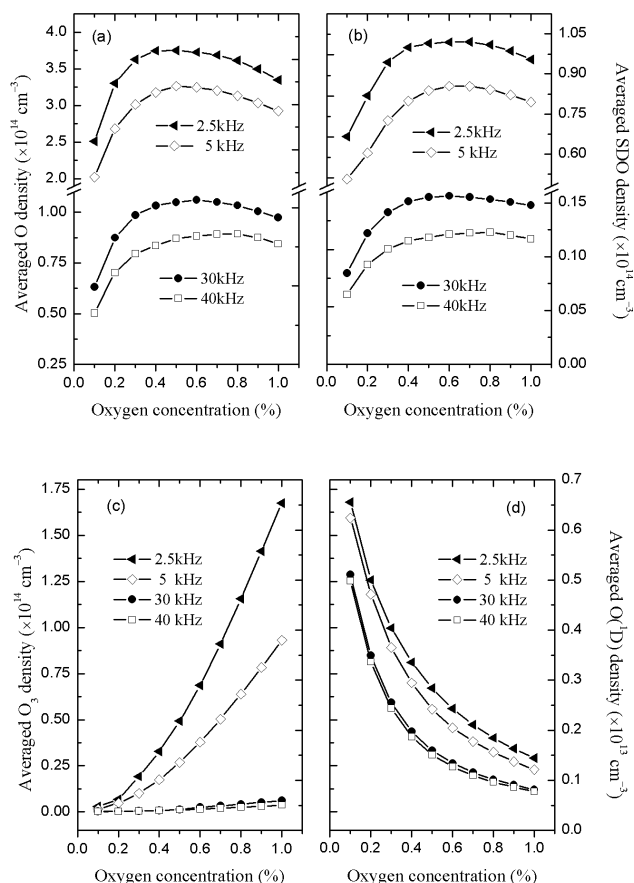 (a)
Averaged O density (×10¹⁴ cm⁻³)
4.0
3.5
3.0
2.5
2.0
1.00
0.75
0.50
0.25
2.5kHz
5 kHz
30kHz
40kHz
0.0 0.2 0.4 0.6 0.8 1.0
Oxygen concentration (%)
(b)
2.5kHz
5 kHz
30kHz
40kHz
1.05
0.90
0.75
0.60
0.15
0.10
0.05
0.00
Averaged SDO density (×10¹⁴ cm⁻³)
0.0 0.2 0.4 0.6 0.8 1.0
Oxygen concentration (%)
(c)
Averaged O₃ density (×10¹⁴ cm⁻³)
1.75
1.50
1.25
1.00
0.75
0.50
0.25
0.00
2.5kHz
5 kHz
30 kHz
40 kHz
0.0 0.2 0.4 0.6 0.8 1.0
Oxygen concentration (%)
(d)
2.5kHz
5 kHz
30 kHz
40 kHz
0.7
0.6
0.5
0.4
0.3
0.2
0.1
0.0
Averaged O(¹D) density (×10¹³ cm⁻³)
0.0 0.2 0.4 0.6 0.8 1.0
Oxygen concentration (%)